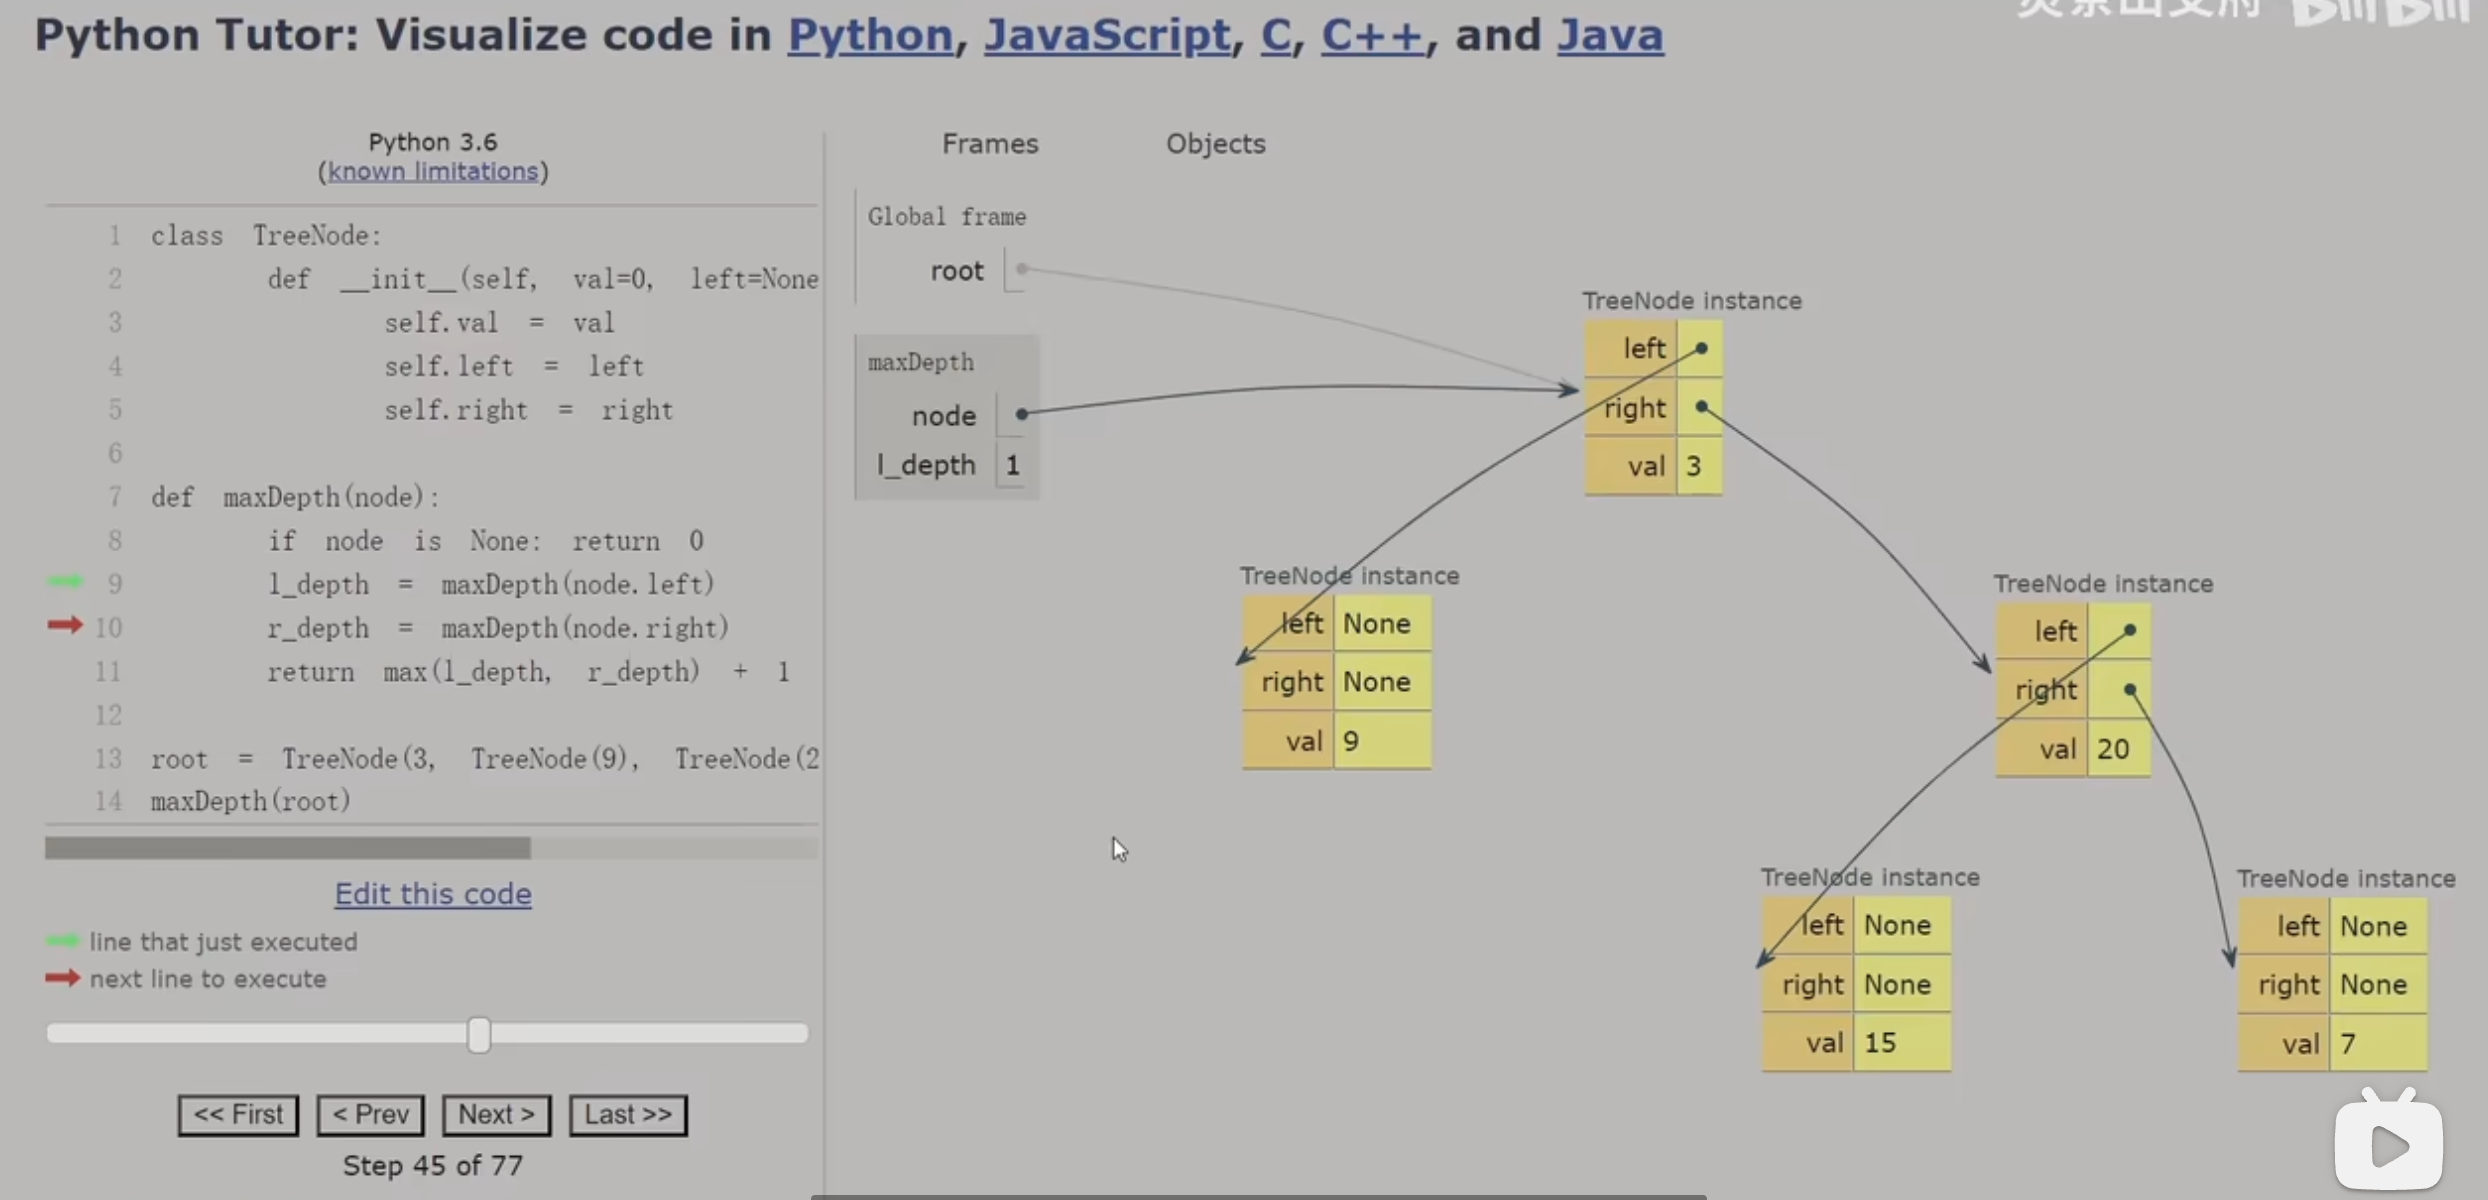 Python Tutor: Visualize code in Python, JavaScript, C, C++, and Java
Python 3.6
(known limitations)
1 class TreeNode:
2 def __init__(self, val=0, left=None
3 self.val = val
4 self.left = left
5 self.right = right
6
7 def maxDepth(node):
8 if node is None: return 0
9 l_depth = maxDepth(node.left)
10 r_depth = maxDepth(node.right)
11 return max(l_depth, r_depth) + 1
12
13 root = TreeNode(3, TreeNode(9), TreeNode(2
14 maxDepth(root)
Edit this code
line that just executed
next line to execute
<< First
< Prev
Next >
Last >>
Step 45 of 77
Frames
Objects
Global frame
root
maxDepth
node
l_depth 1
TreeNode instance
left
right
val 3
TreeNode instance
left None
right None
val 9
TreeNode instance
left
right
val 20
TreeNode instance
left None
right None
val 15
TreeNode instance
left None
right None
val 7